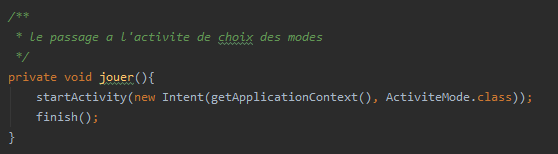 /**
 * le passage a l'activite de choix des modes
 */
private void jouer(){
    startActivity(new Intent(getApplicationContext(), ActiviteMode.class));
    finish();
}